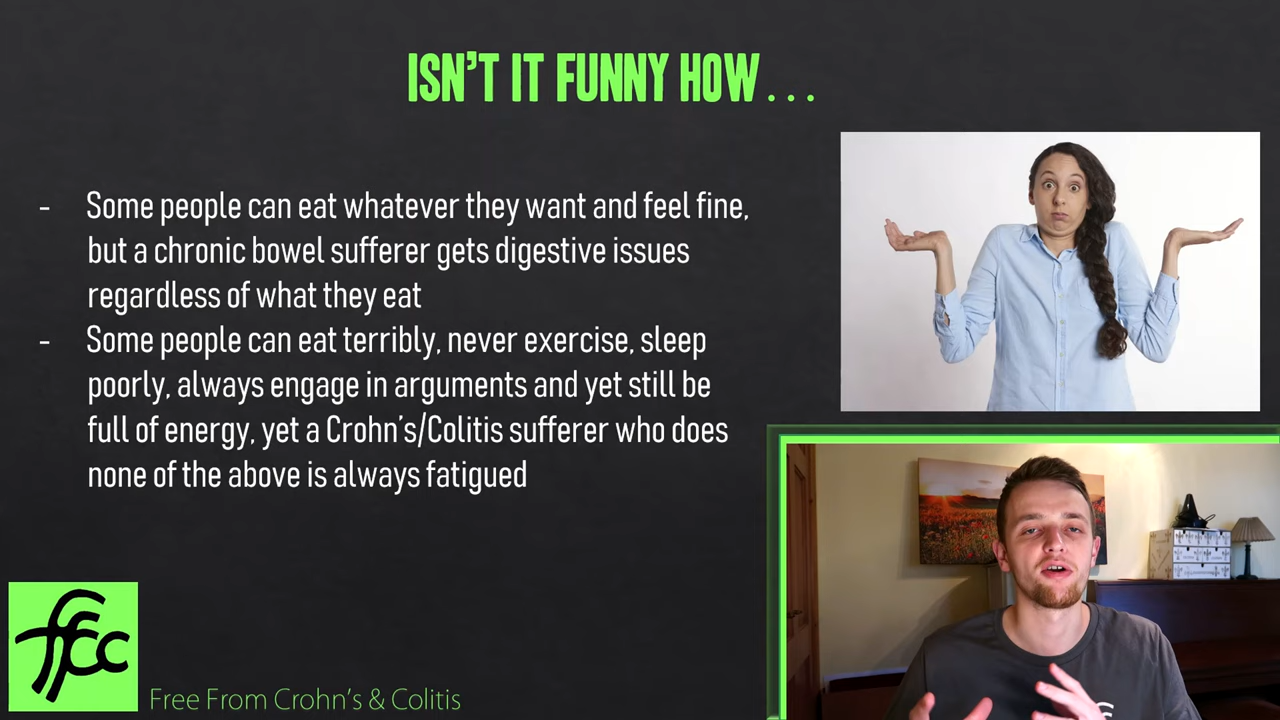 ISN'T IT FUNNY HOW...
- Some people can eat whatever they want and feel fine,
but a chronic bowel sufferer gets digestive issues
regardless of what they eat
- Some people can eat terribly, never exercise, sleep
poorly, always engage in arguments and yet still be
full of energy, yet a Crohn's/Colitis sufferer who does
none of the above is always fatigued
ffcc
Free From Crohn's & Colitis